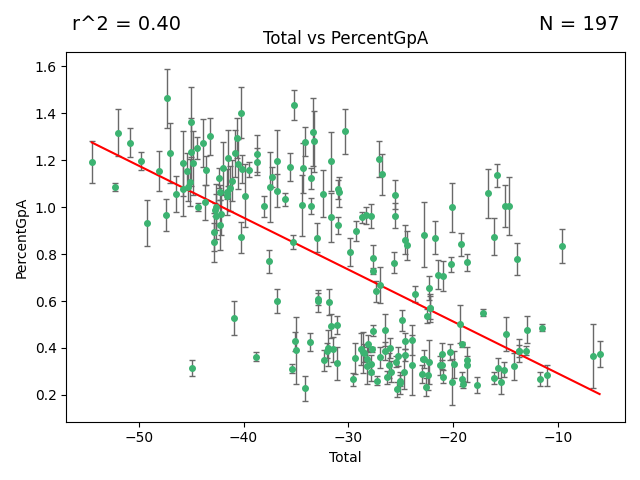 r^2 = 0.40
N = 197
Total vs PercentGpA
PercentGpA
1.6
1.4
1.2
1.0
0.8
0.6
0.4
0.2
−50
−40
−30
−20
−10
Total